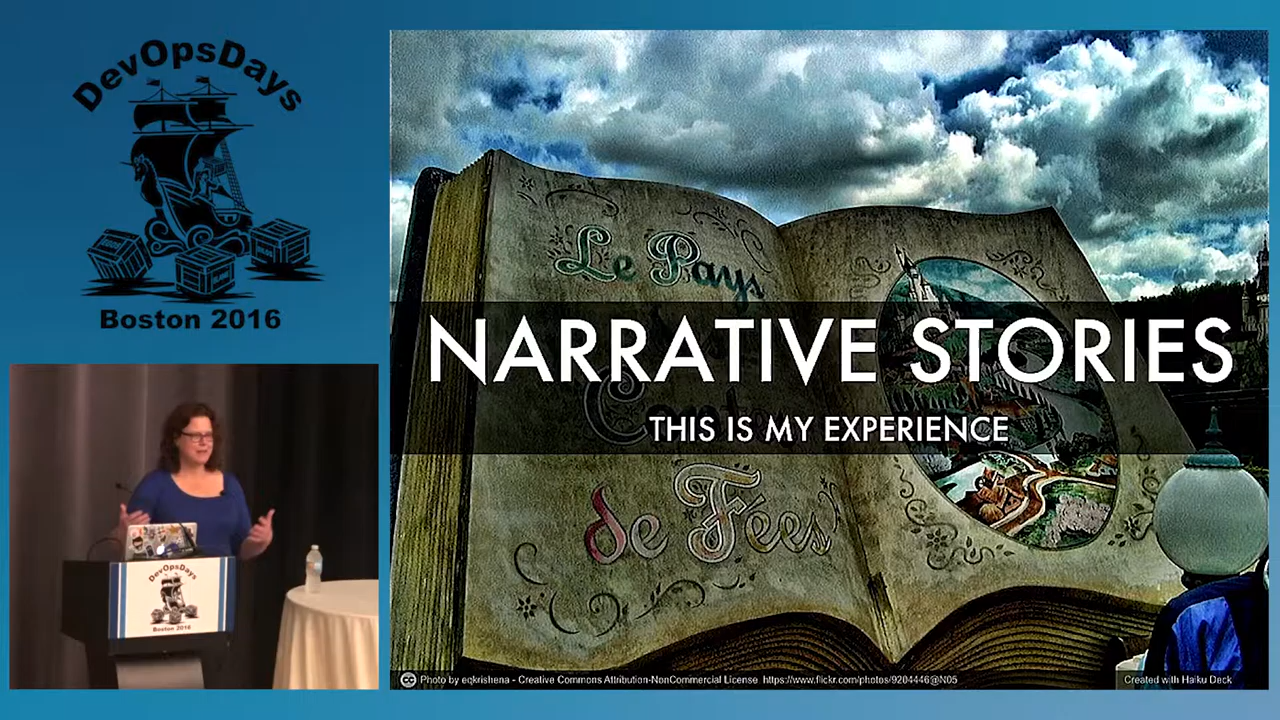 DevOpsDays
Boston 2016
DevOpsDays
Boston 2016
Le Pays
de Fées
NARRATIVE STORIES
THIS IS MY EXPERIENCE
cc Photo by eqkrishena - Creative Commons Attribution-NonCommercial License https://www.flickr.com/photos/9204446@N05
Created with Haiku Deck